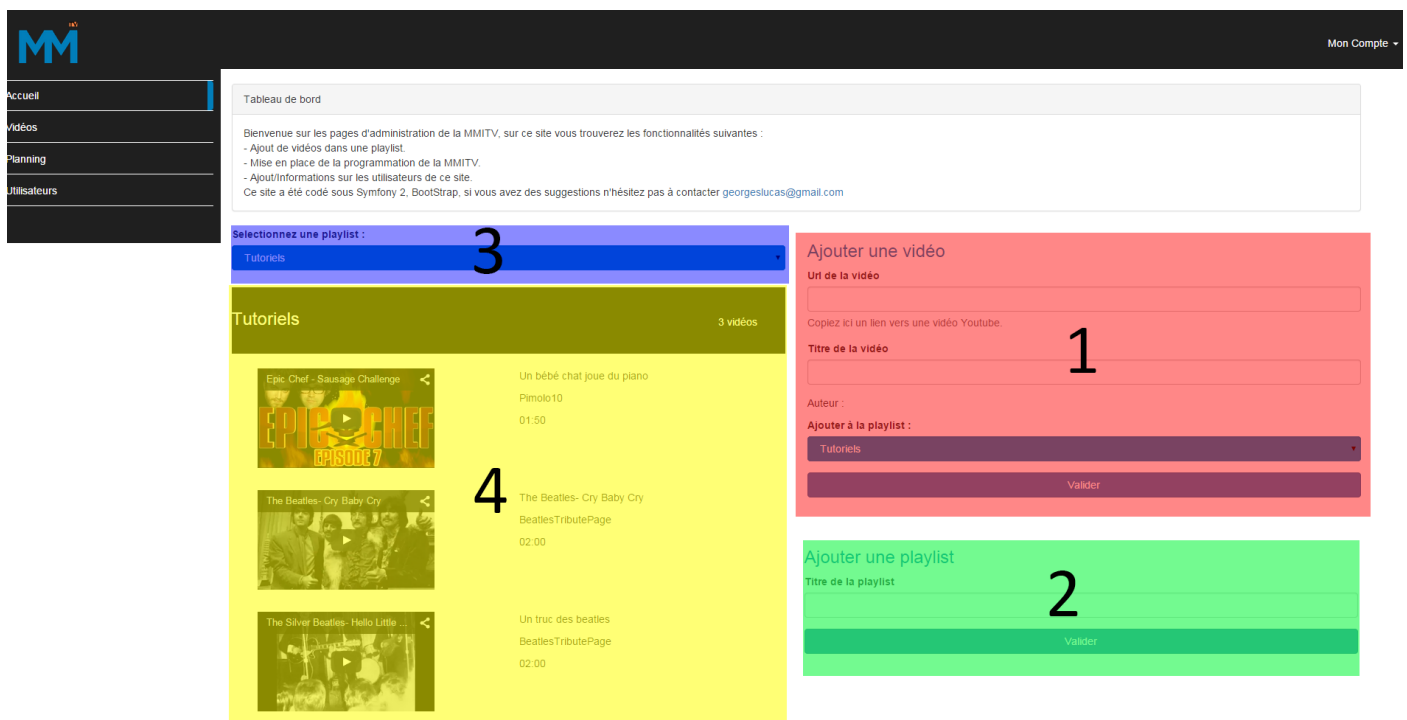 MM
Mon Compte
Accueil
Vidéos
Planning
Utilisateurs
Tableau de bord
Bienvenue sur les pages d'administration de la MMITV, sur ce site vous trouverez les fonctionnalités suivantes :
- Ajout de vidéos dans une playlist.
- Mise en place de la programmation de la MMITV.
- Ajout/Informations sur les utilisateurs de ce site.
Ce site a été codé sous Symfony 2, BootStrap, si vous avez des suggestions n'hésitez pas à contacter georgeslucas@gmail.com
Selectionnez une playlist :
Tutoriels
3
Tutoriels
3 vidéos
Epic Chef - Sausage Challenge
EPIC CHEF
EPISODE 7
Un bébé chat joue du piano
Pimolo10
01:50
4
The Beatles- Cry Baby Cry
The Beatles- Cry Baby Cry
BeatlesTributePage
02:00
The Silver Beatles- Hello Little ...
Un truc des beatles
BeatlesTributePage
02:00
Ajouter une vidéo
Url de la vidéo
Copiez ici un lien vers une vidéo Youtube.
1
Titre de la vidéo
Auteur :
Ajouter à la playlist :
Tutoriels
Valider
Ajouter une playlist
Titre de la playlist
2
Valider